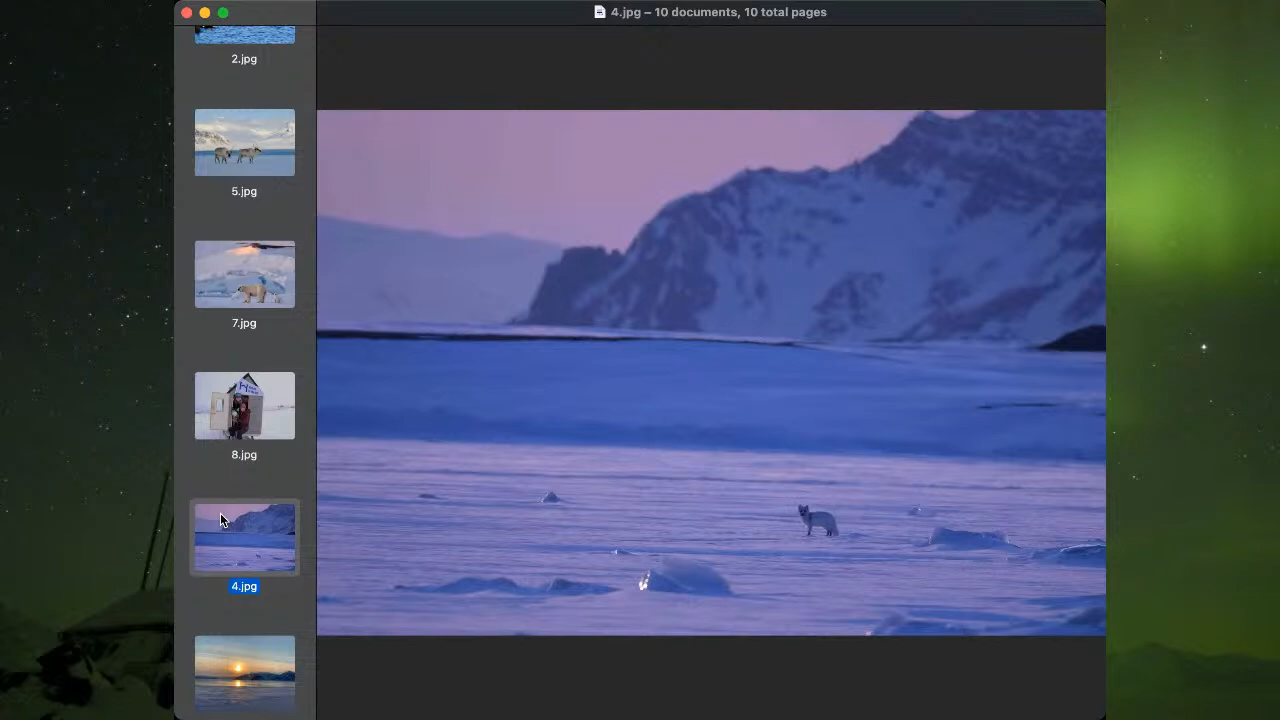 4.jpg – 10 documents, 10 total pages
2.jpg
5.jpg
7.jpg
8.jpg
4.jpg